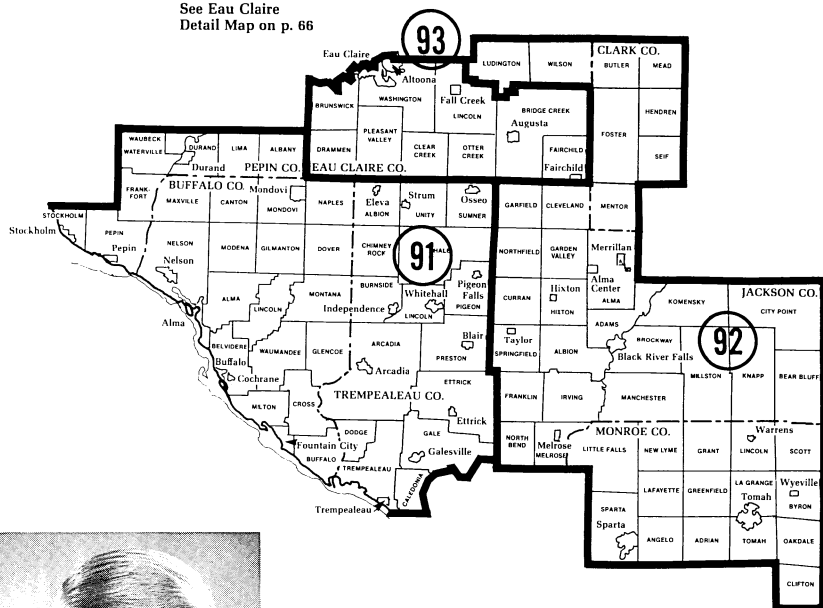 See Eau Claire
Detail Map on p. 66
93
CLARK CO.
Eau Claire
LUDINGTON WILSON BUTLER MEAD
Altoona
WASHINGTON
Fall Creek
BRUNSWICK LINCOLN BRIDGE CREEK HENDREN
Augusta
PLEASANT
VALLEY
FOSTER
DRAMMEN CLEAR
CREEK OTTER
CREEK FAIRCHILD SEIF
Fairchild
WAUBECK
WATERVILLE DURAND LIMA ALBANY
Durand PEPIN CO. EAU CLAIRE CO.
BUFFALO CO. Mondovi
FRANK-
FORT MAXVILLE CANTON MONDOVI NAPLES Eleva
ALBION Strum
UNITY Osseo
SUMNER GARFIELD CLEVELAND MENTOR
STOCKHOLM
Stockholm PEPIN
Pepin NELSON
Nelson MODENA GILMANTON DOVER CHIMNEY
ROCK 91 HALE NORTHFIELD GARDEN
VALLEY Merrillan
Alma
Center
ALMA
BURNSIDE Pigeon
Falls
PIGEON CURRAN Hixton
HIXTON KOMENSKY JACKSON CO.
CITY POINT
ALMA LINCOLN MONTANA Whitehall
Independence LINCOLN
Alma
ADAMS
BROCKWAY 92
Blair
PRESTON Taylor
SPRINGFIELD ALBION Black River Falls
BELVIDERE
Buffalo
Cochrane WAUMANDEE GLENCOE ARCADIA
Arcadia
MILLSTON KNAPP BEAR BLUFF
ETTRICK
TREMPEALEAU CO. FRANKLIN IRVING MANCHESTER
MILTON CROSS Ettrick
MONROE CO. Warrens
Fountain City DODGE GALE
Galesville NORTH
BEND Melrose
MELROSE LITTLE FALLS NEW LYME GRANT LINCOLN SCOTT
BUFFALO TREMPEALEAU
CALEDONIA
LAFAYETTE GREENFIELD LA GRANGE
Tomah Wyeville
BYRON
Trempealeau
SPARTA
Sparta ANGELO ADRIAN TOMAH OAKDALE
CLIFTON